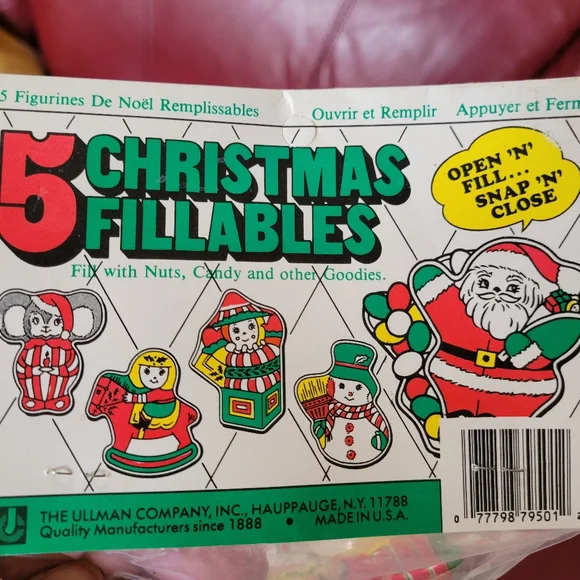 5 Figurines De Noël Remplissables Ouvrir et Remplir Appuyer et Ferm
5 CHRISTMAS
FILLABLES
OPEN 'N'
FILL...
SNAP 'N'
CLOSE
Fill with Nuts, Candy and other Goodies.
THE ULLMAN COMPANY, INC., HAUPPAUGE, N.Y. 11788
Quality Manufacturers since 1888 • MADE IN U.S.A.
0 77798 79501 2